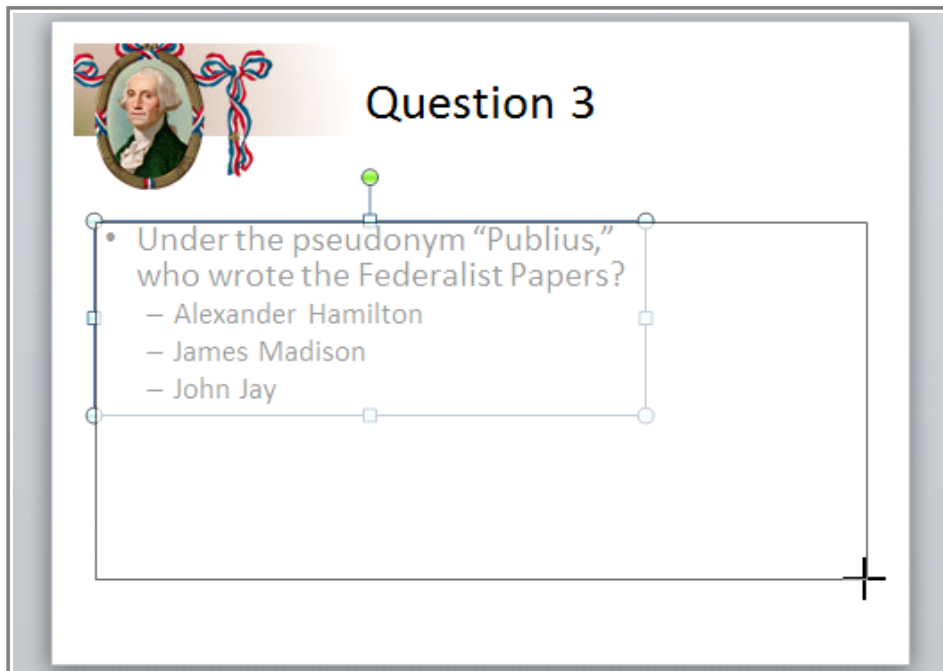 Question 3
• Under the pseudonym “Publius,”
who wrote the Federalist Papers?
– Alexander Hamilton
– James Madison
– John Jay